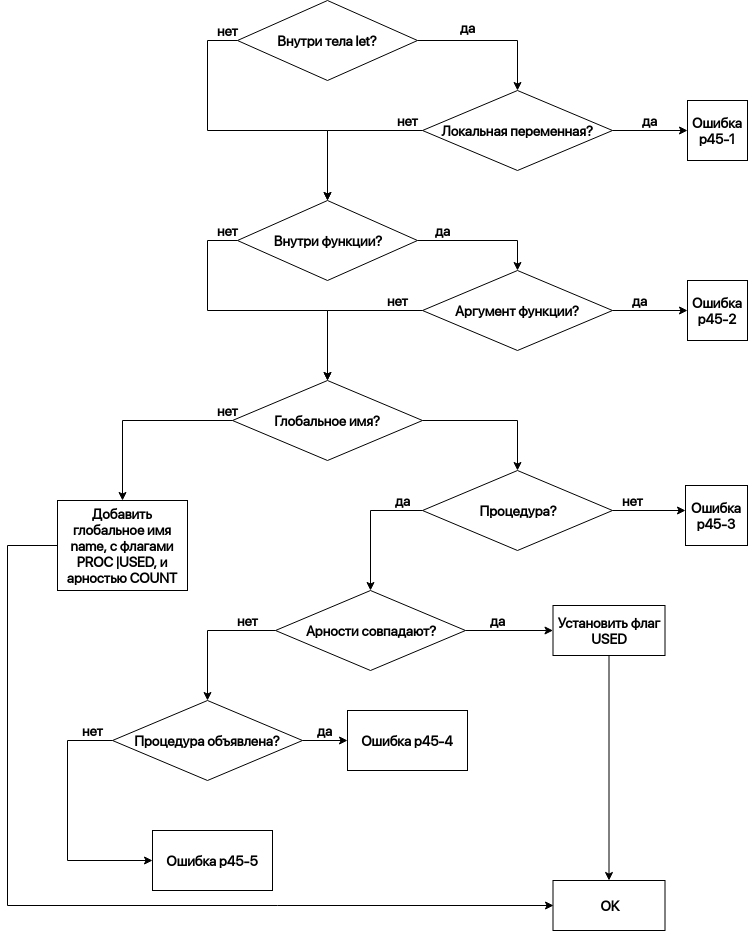 нет
Внутри тела let?
да
нет
Локальная переменная?
да
Ошибка
p45-1
нет
Внутри функции?
да
нет
Аргумент функции?
да
Ошибка
p45-2
нет
Глобальное имя?
Добавить
глобальное имя
name, с флагами
PROC |USED, и
арностью COUNT
да
Процедура?
нет
Ошибка
p45-3
нет
Арности совпадают?
да
Установить флаг
USED
нет
Процедура объявлена?
да
Ошибка p45-4
Ошибка p45-5
OK